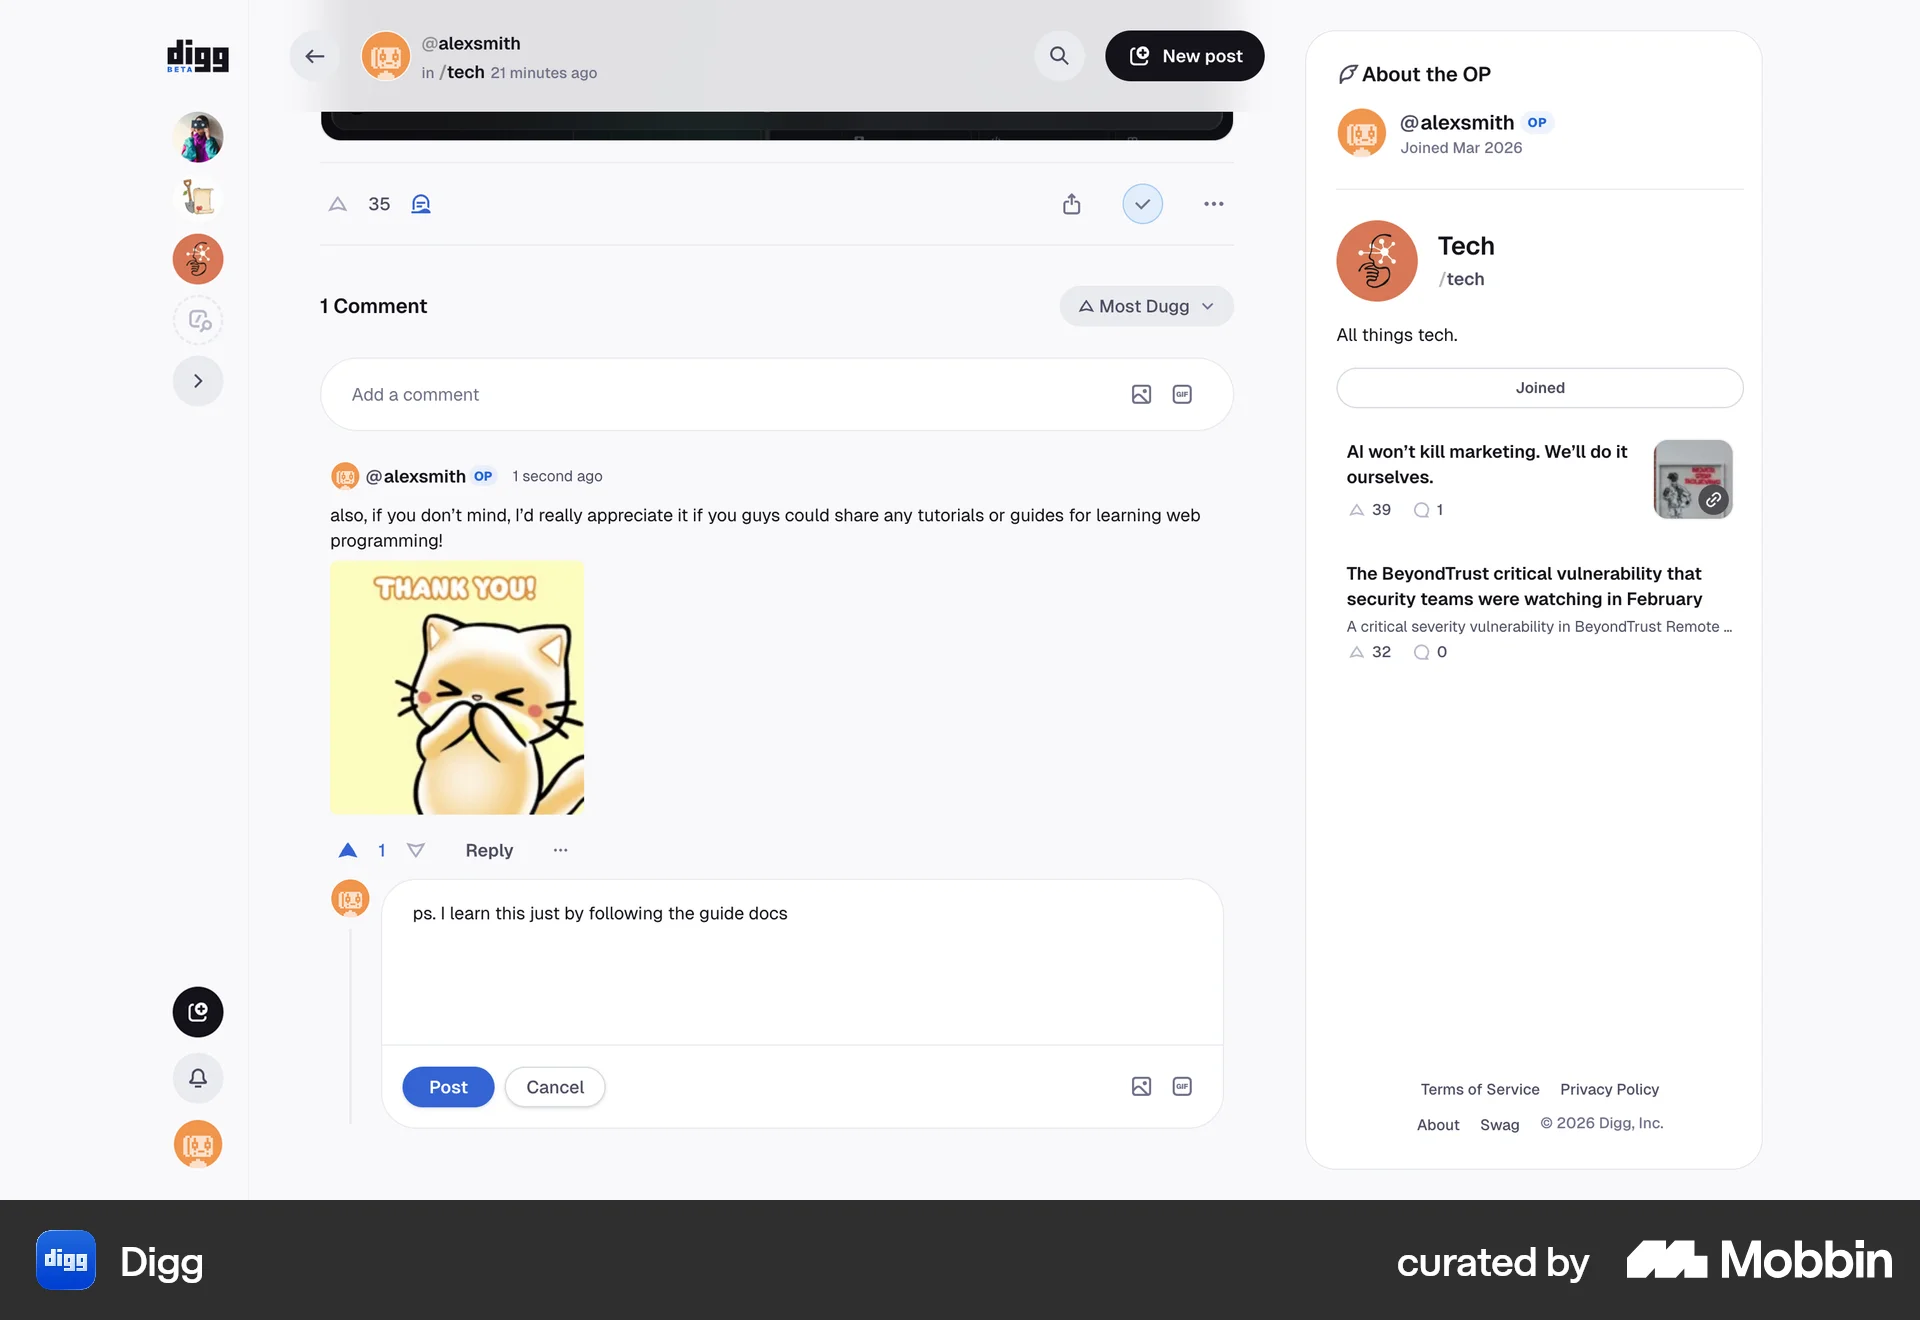 digg
BETA
@alexsmith
in /tech 21 minutes ago
New post
35
1 Comment
Most Dugg
Add a comment
GIF
@alexsmith OP 1 second ago
also, if you don’t mind, I’d really appreciate it if you guys could share any tutorials or guides for learning web
programming!
THANK YOU!
1
Reply
ps. I learn this just by following the guide docs
Post
Cancel
GIF
About the OP
@alexsmith OP
Joined Mar 2026
Tech
/tech
All things tech.
Joined
AI won’t kill marketing. We’ll do it
ourselves.
39 1
The BeyondTrust critical vulnerability that
security teams were watching in February
A critical severity vulnerability in BeyondTrust Remote ...
32 0
Terms of Service Privacy Policy
About Swag © 2026 Digg, Inc.
digg
Digg
curated by
Mobbin